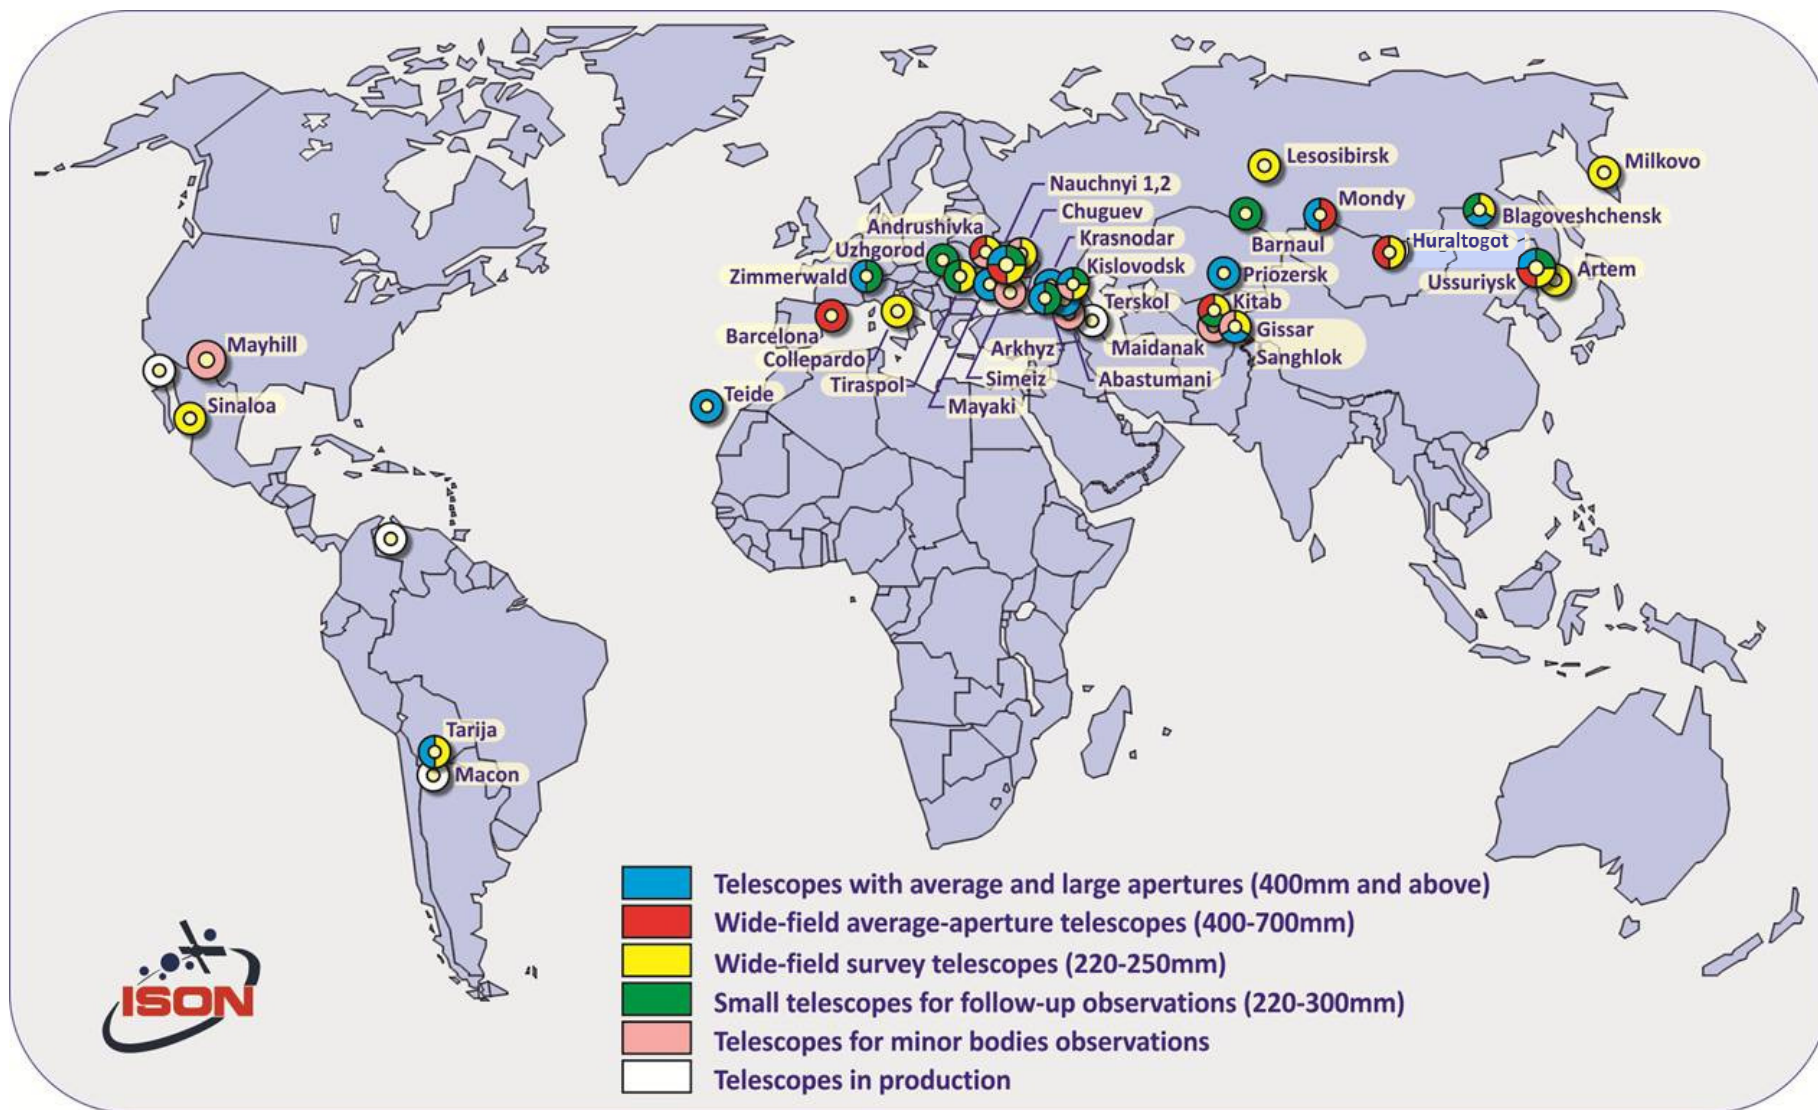 Lesosibirsk
Milkovo
Nauchnyi 1,2
Mondy
Chuguev
Blagoveshchensk
Andrushivka
Krasnodar
Barnaul
Huraltogot
Uzhgorod
Kislovodsk
Zimmerwald
Priozersk
Ussuriysk
Artem
Terskol
Kitab
Barcelona
Gissar
Mayhill
Collepardo
Arkhyz
Maidanak
Sanghlok
Tiraspol
Simeiz
Abastumani
Teide
Sinaloa
Mayaki
Tarija
Macon
Telescopes with average and large apertures (400mm and above)
Wide-field average-aperture telescopes (400-700mm)
Wide-field survey telescopes (220-250mm)
Small telescopes for follow-up observations (220-300mm)
Telescopes for minor bodies observations
Telescopes in production
ISON